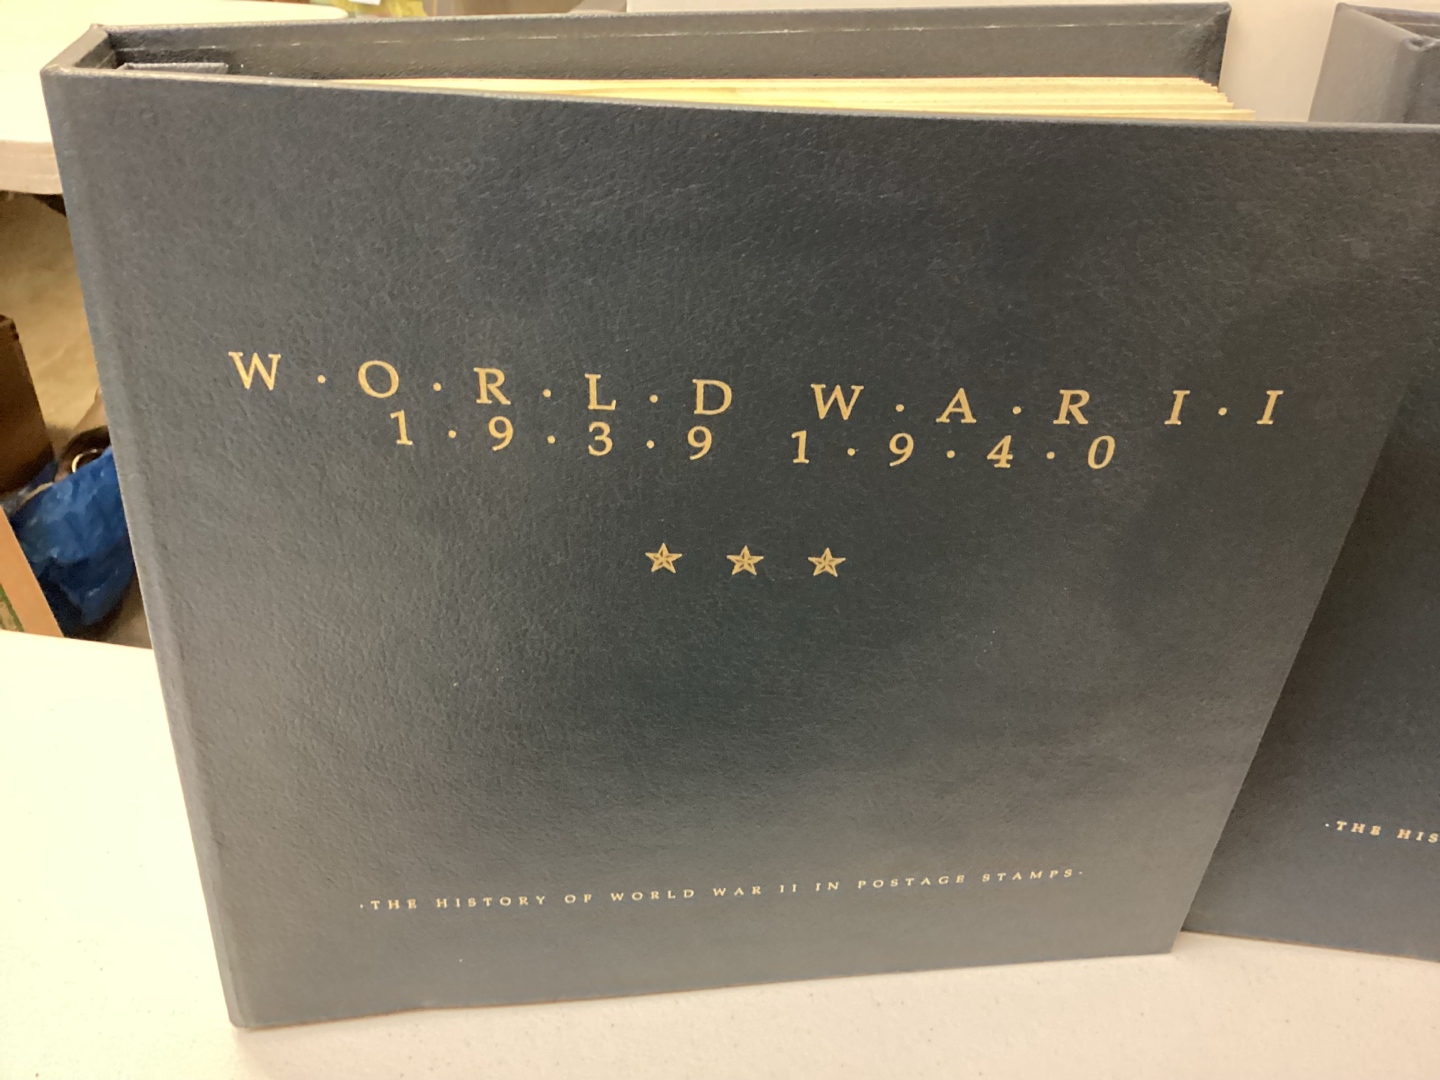 W·O·R·L·D W·A·R I·I
1·9·3·9 1·9·4·0
·THE HISTORY OF WORLD WAR II IN POSTAGE STAMPS·
·THE HIS